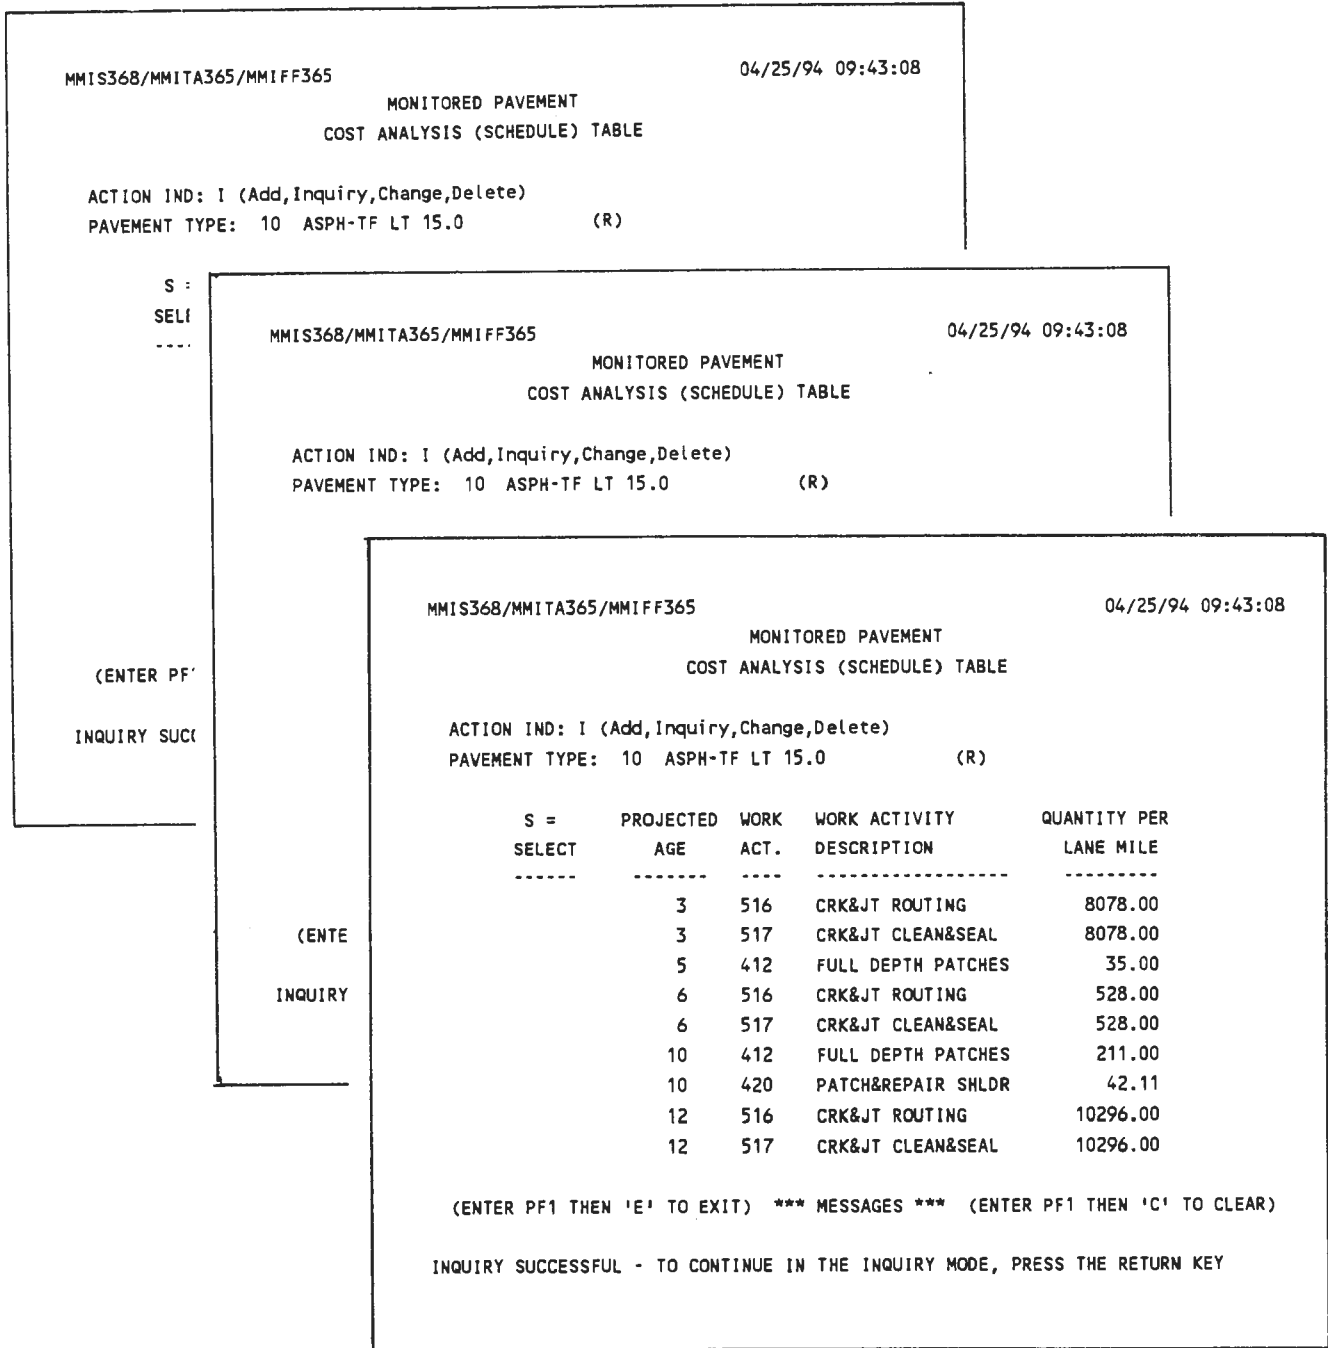 MMIS368/MMITA365/MMIFF365 04/25/94 09:43:08
MONITORED PAVEMENT
COST ANALYSIS (SCHEDULE) TABLE
ACTION IND: I (Add,Inquiry,Change,Delete)
PAVEMENT TYPE: 10 ASPH-TF LT 15.0 (R)
S =
SELE
----
(ENTER PF1
INQUIRY SUCC
MMIS368/MMITA365/MMIFF365 04/25/94 09:43:08
MONITORED PAVEMENT
COST ANALYSIS (SCHEDULE) TABLE
ACTION IND: I (Add,Inquiry,Change,Delete)
PAVEMENT TYPE: 10 ASPH-TF LT 15.0 (R)
(ENTE
INQUIRY
MMIS368/MMITA365/MMIFF365 04/25/94 09:43:08
MONITORED PAVEMENT
COST ANALYSIS (SCHEDULE) TABLE
ACTION IND: I (Add,Inquiry,Change,Delete)
PAVEMENT TYPE: 10 ASPH-TF LT 15.0 (R)
S = PROJECTED WORK WORK ACTIVITY QUANTITY PER
SELECT AGE ACT. DESCRIPTION LANE MILE
------ ------- ---- ------------------ ---------
3 516 CRK&JT ROUTING 8078.00
3 517 CRK&JT CLEAN&SEAL 8078.00
5 412 FULL DEPTH PATCHES 35.00
6 516 CRK&JT ROUTING 528.00
6 517 CRK&JT CLEAN&SEAL 528.00
10 412 FULL DEPTH PATCHES 211.00
10 420 PATCH&REPAIR SHLDR 42.11
12 516 CRK&JT ROUTING 10296.00
12 517 CRK&JT CLEAN&SEAL 10296.00
(ENTER PF1 THEN 'E' TO EXIT) *** MESSAGES *** (ENTER PF1 THEN 'C' TO CLEAR)
INQUIRY SUCCESSFUL - TO CONTINUE IN THE INQUIRY MODE, PRESS THE RETURN KEY